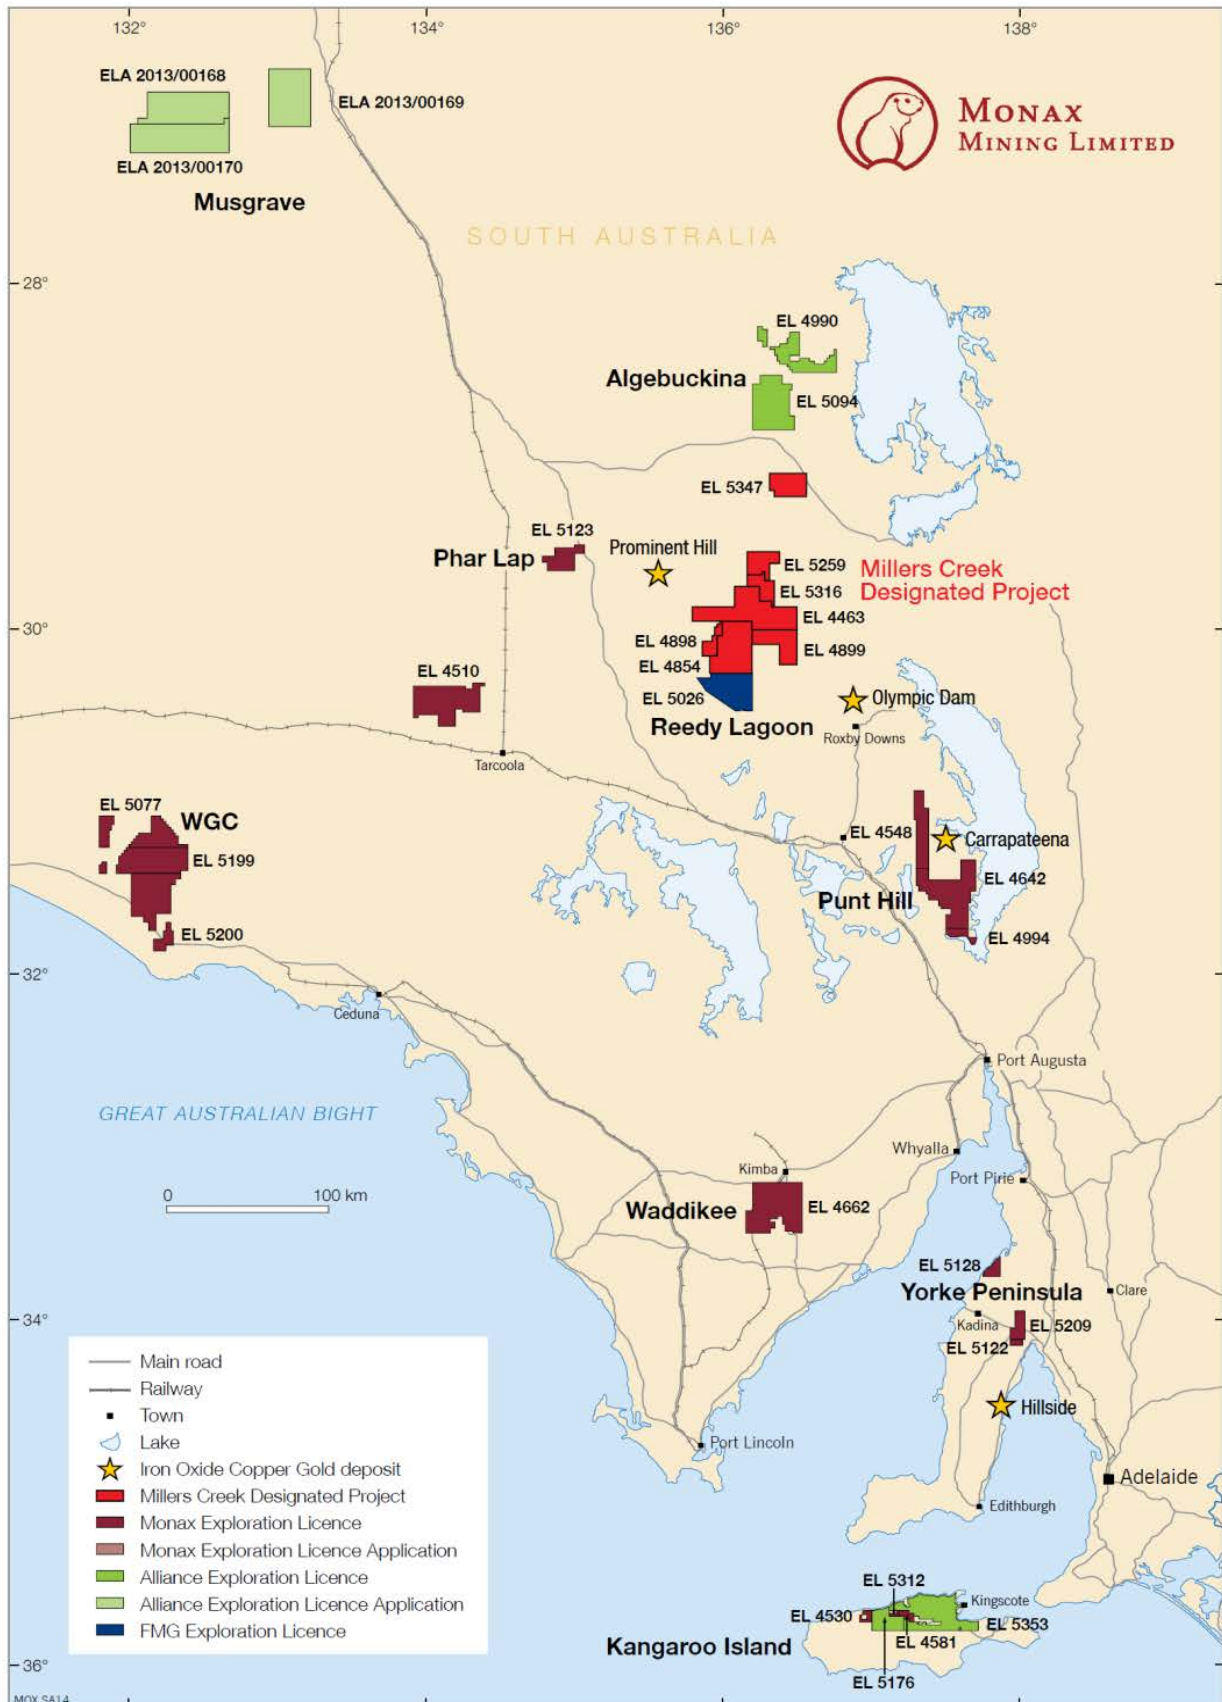 132°
134°
136°
138°
ELA 2013/00168
ELA 2013/00169
ELA 2013/00170
Musgrave
MONAX
MINING LIMITED
SOUTH AUSTRALIA
28°
EL 4990
Algebuckina
EL 5094
EL 5347
EL 5123
Phar Lap
Prominent Hill
EL 5259
Millers Creek
Designated Project
EL 5316
EL 4463
30°
EL 4898
EL 4899
EL 4854
EL 4510
EL 5026
Olympic Dam
Reedy Lagoon
Roxby Downs
Tarcoola
EL 5077
WGC
EL 5199
EL 4548
Carrapateena
EL 4642
Punt Hill
EL 5200
EL 4994
32°
Ceduna
Port Augusta
GREAT AUSTRALIAN BIGHT
Whyalla
Kimba
Port Pirie
0
100 km
Waddikee
EL 4662
EL 5128
Yorke Peninsula
Clare
34°
Kadina
EL 5209
EL 5122
Hillside
Port Lincoln
Adelaide
Edithburgh
Main road
Railway
Town
Lake
Iron Oxide Copper Gold deposit
Millers Creek Designated Project
Monax Exploration Licence
Monax Exploration Licence Application
Alliance Exploration Licence
Alliance Exploration Licence Application
FMG Exploration Licence
EL 5312
Kingscote
EL 4530
EL 5353
EL 4581
Kangaroo Island
EL 5176
36°
MOX SA14